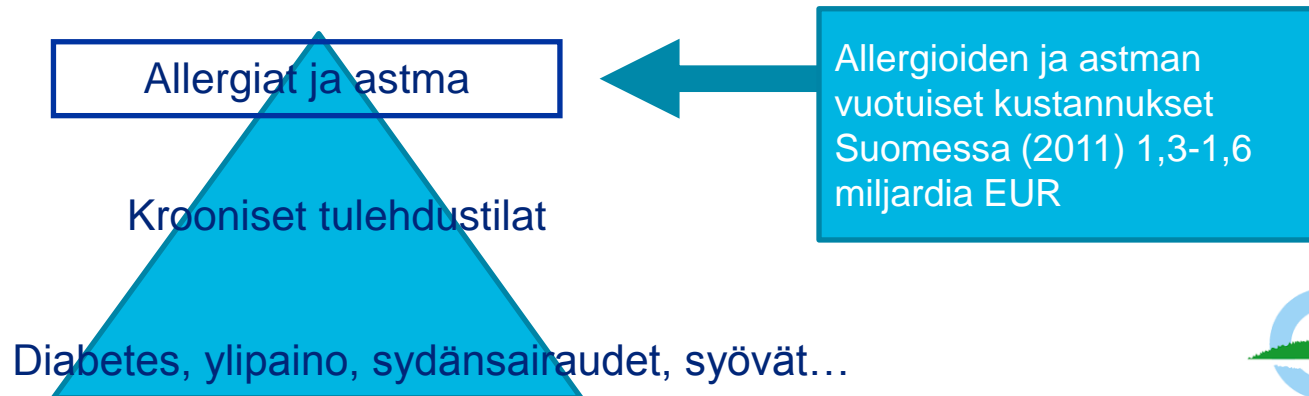 Allergiat ja astma
Allergioiden ja astman
vuotuiset kustannukset
Suomessa (2011) 1,3-1,6
miljardia EUR
Krooniset tulehdustilat
Diabetes, ylipaino, sydänsairaudet, syövät…